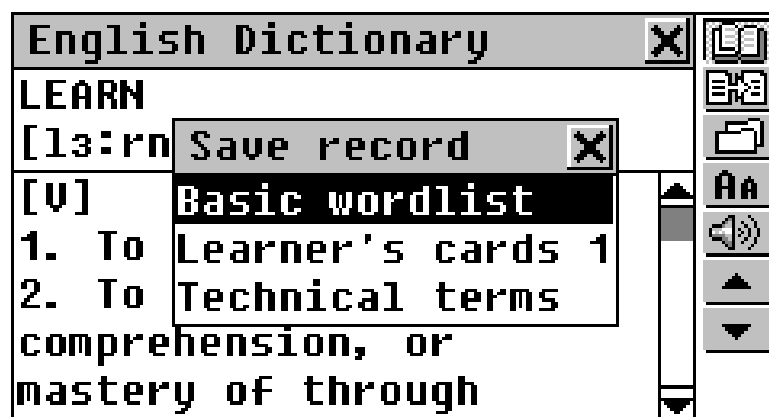 English Dictionary
LEARN
[lɜ:rn
Save record
[V]
Basic wordlist
1. To
Learner's cards 1
2. To
Technical terms
comprehension, or
mastery of through
AA